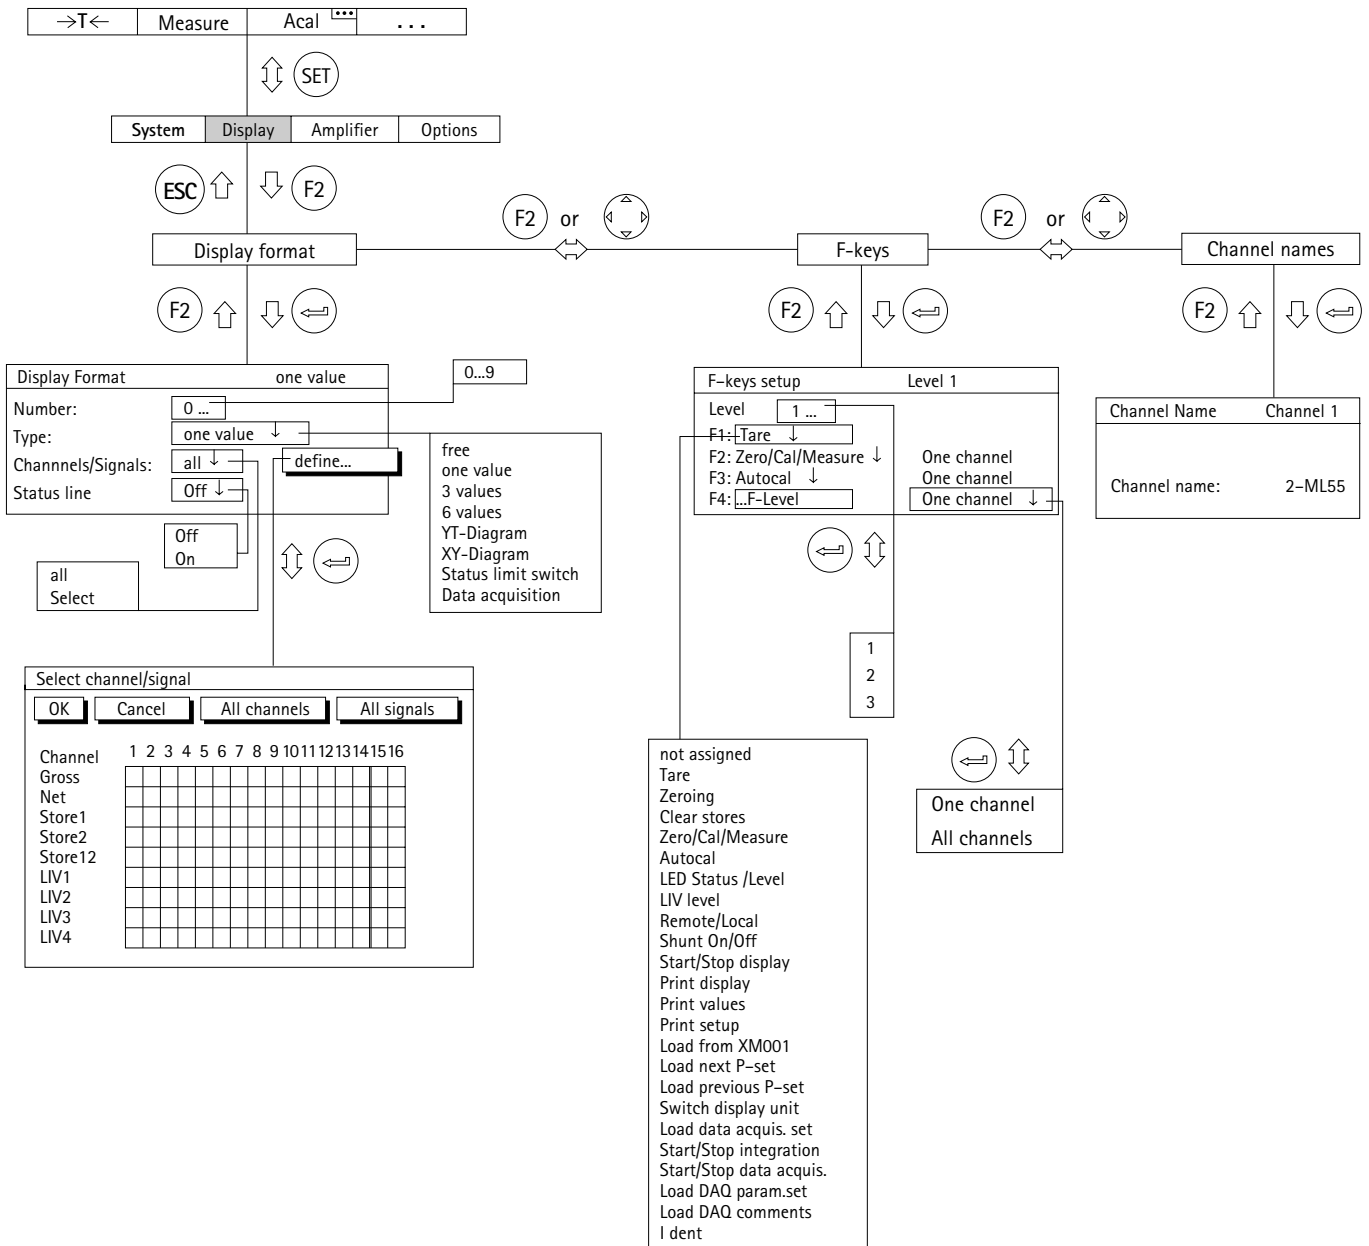 →T← Measure Acal ... . . .
SET
System Display Amplifier Options
ESC F2
F2 or
F2 or
Display format F-keys Channel names
F2
F2
F2
Display Format one value
Number: 0 ...
Type: one value ↓
Channnels/Signals: all ↓ define...
Status line Off ↓
0...9
free
one value
3 values
6 values
YT-Diagram
XY-Diagram
Status limit switch
Data acquisition
Off
On
all
Select
Select channel/signal
OK Cancel All channels All signals
Channel 1 2 3 4 5 6 7 8 9 10 11 12 13 14 15 16
Gross
Net
Store1
Store2
Store12
LIV1
LIV2
LIV3
LIV4
F-keys setup Level 1
Level 1 ...
F1: Tare ↓
F2: Zero/Cal/Measure ↓ One channel
F3: Autocal ↓ One channel
F4: ...F-Level One channel ↓
1
2
3
One channel
All channels
not assigned
Tare
Zeroing
Clear stores
Zero/Cal/Measure
Autocal
LED Status /Level
LIV level
Remote/Local
Shunt On/Off
Start/Stop display
Print display
Print values
Print setup
Load from XM001
Load next P-set
Load previous P-set
Switch display unit
Load data acquis. set
Start/Stop integration
Start/Stop data acquis.
Load DAQ param.set
Load DAQ comments
I dent
Channel Name Channel 1
Channel name: 2-ML55